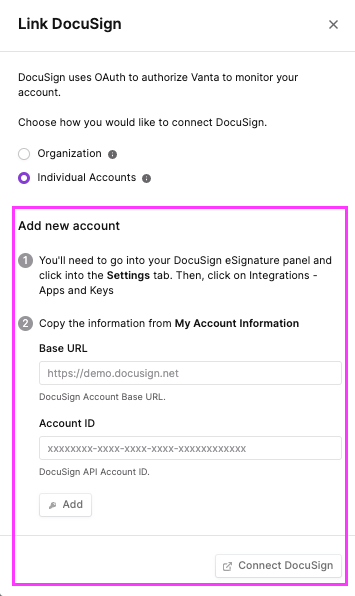 Link DocuSign
DocuSign uses OAuth to authorize Vanta to monitor your
account.
Choose how you would like to connect DocuSign.
Organization
Individual Accounts
Add new account
1 You'll need to go into your DocuSign eSignature panel and
click into the Settings tab. Then, click on Integrations -
Apps and Keys
2 Copy the information from My Account Information
Base URL
https://demo.docusign.net
DocuSign Account Base URL.
Account ID
xxxxxxxx-xxxx-xxxx-xxxx-xxxxxxxxxxxx
DocuSign API Account ID.
Add
Connect DocuSign